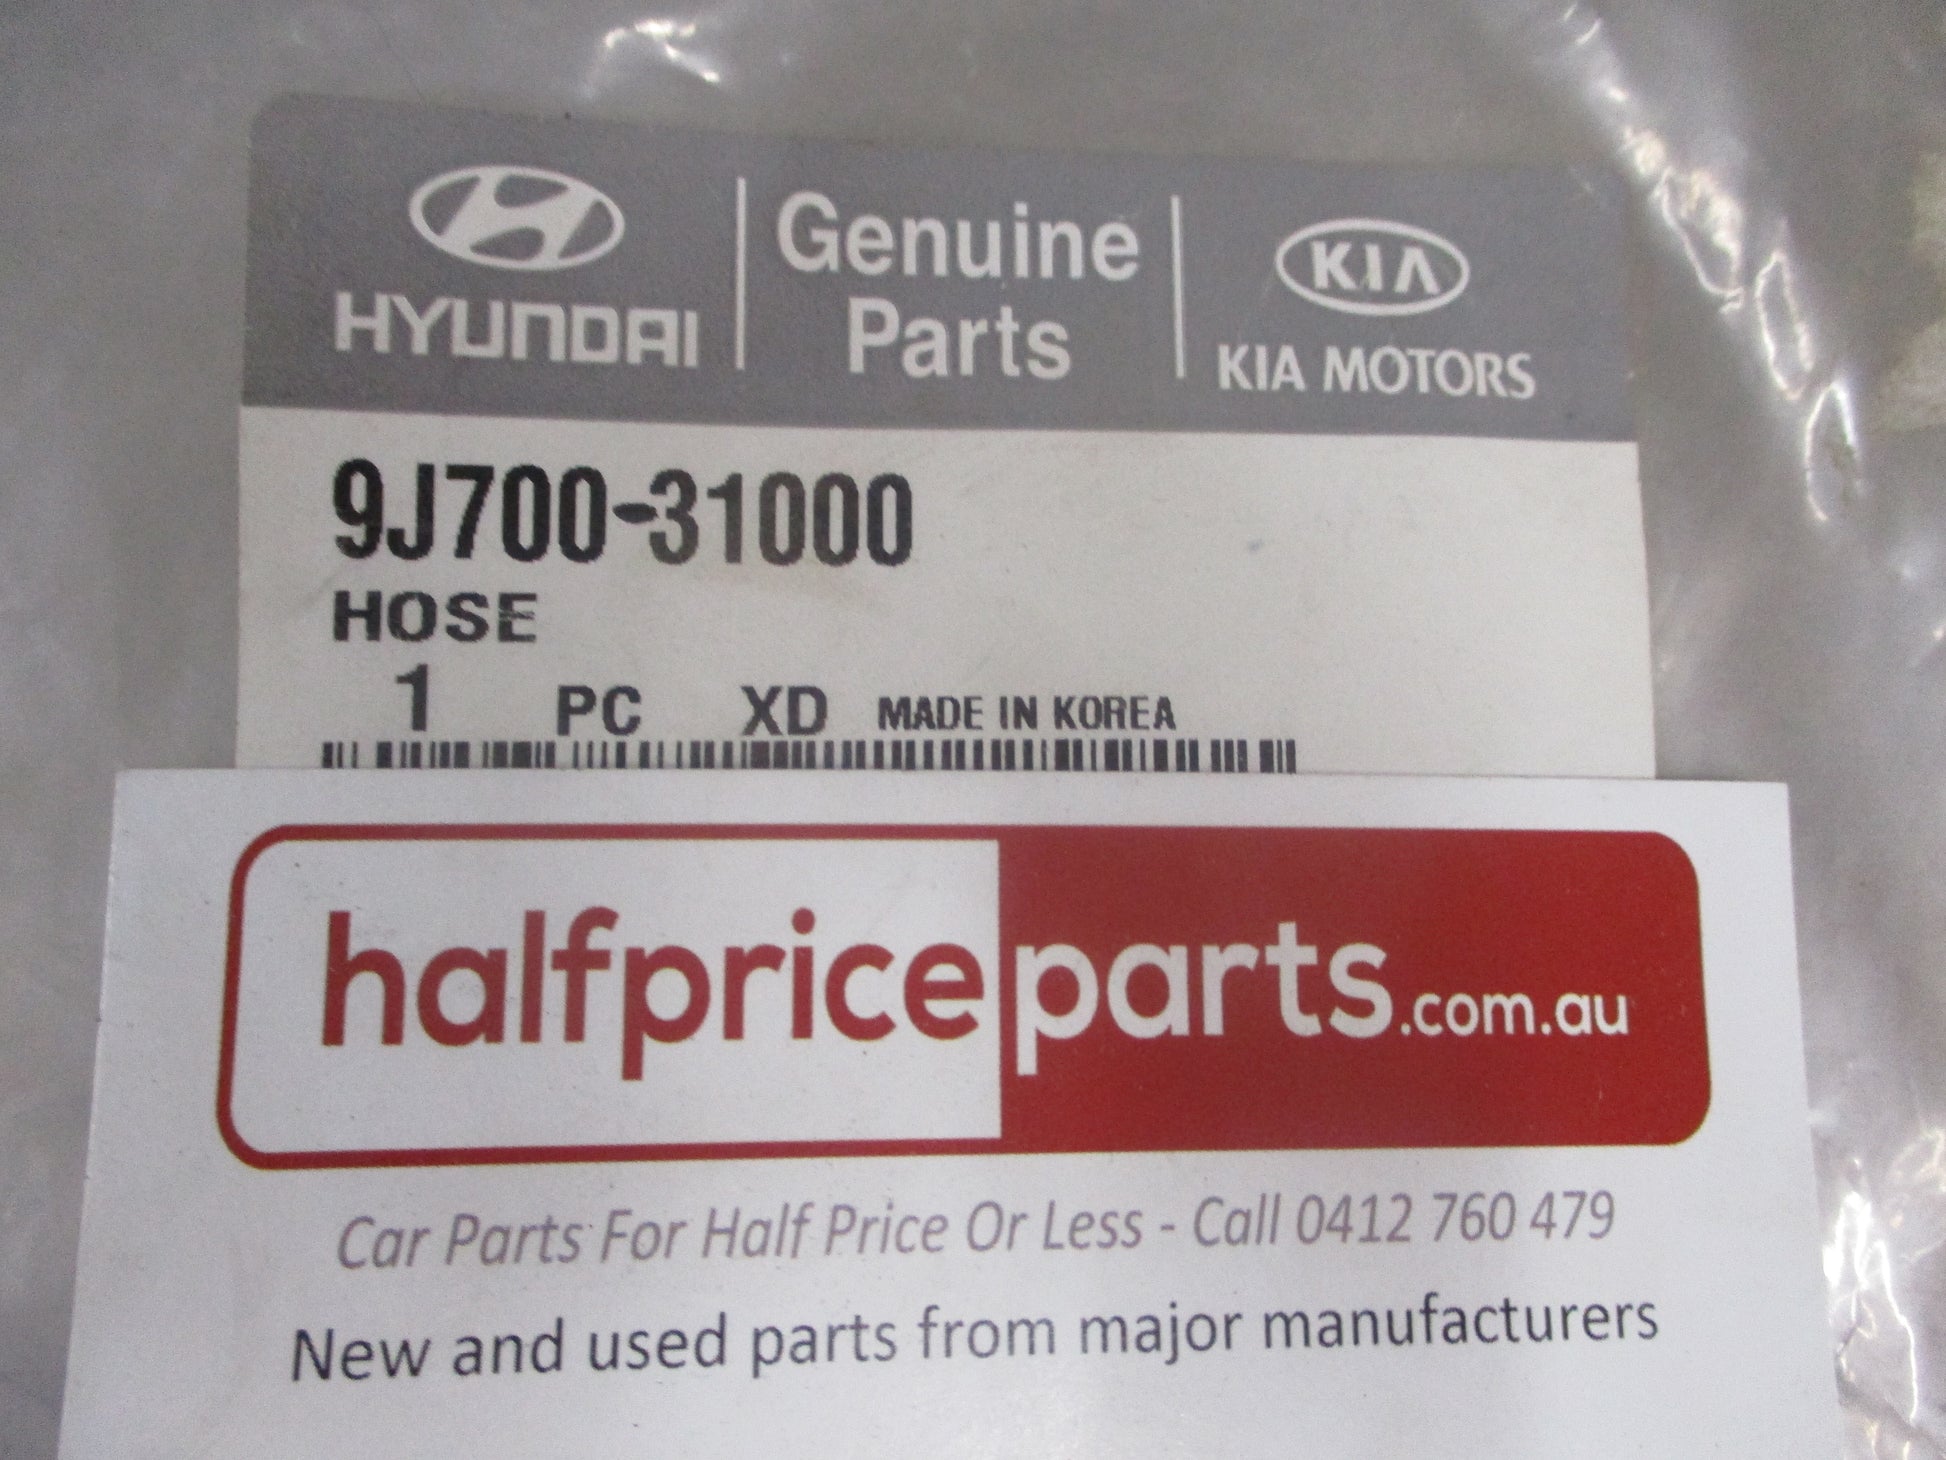 HYUNDAI
Genuine
Parts
KIA
KIA MOTORS
9J700-31000
HOSE
1 PC XD MADE IN KOREA
halfpriceparts.com.au
Car Parts For Half Price Or Less - Call 0412 760 479
New and used parts from major manufacturers